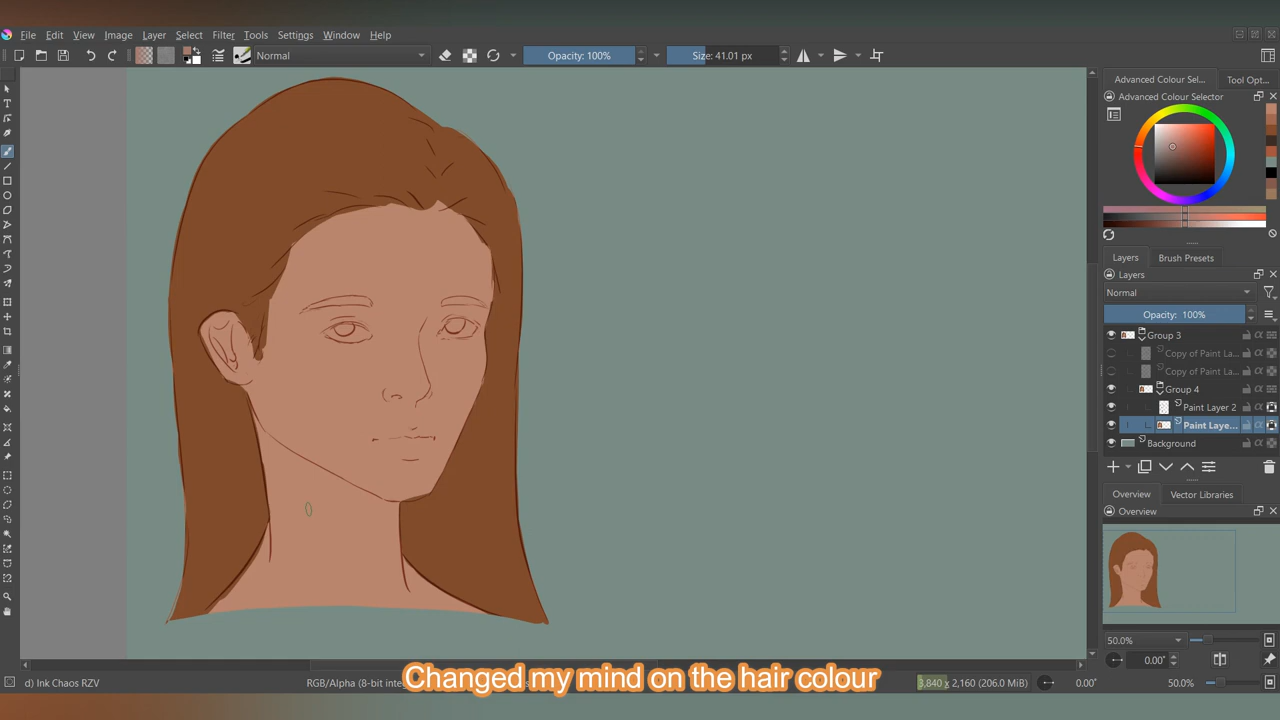 File Edit View Image Layer Select Filter Tools Settings Window Help
Normal
Opacity: 100%
Size: 41.01 px
Advanced Colour Sel... Tool Opt...
Advanced Colour Selector
Layers Brush Presets
Layers
Normal
Opacity: 100%
Group 3
Copy of Paint La...
Copy of Paint La...
Group 4
Paint Layer 2
Paint Laye...
Background
Overview Vector Libraries
Overview
50.0%
0.00°
Changed my mind on the hair colour
d) Ink Chaos RZV
RGB/Alpha (8-bit inte
3,840 x 2,160 (206.0 MiB)
0.00°
50.0%